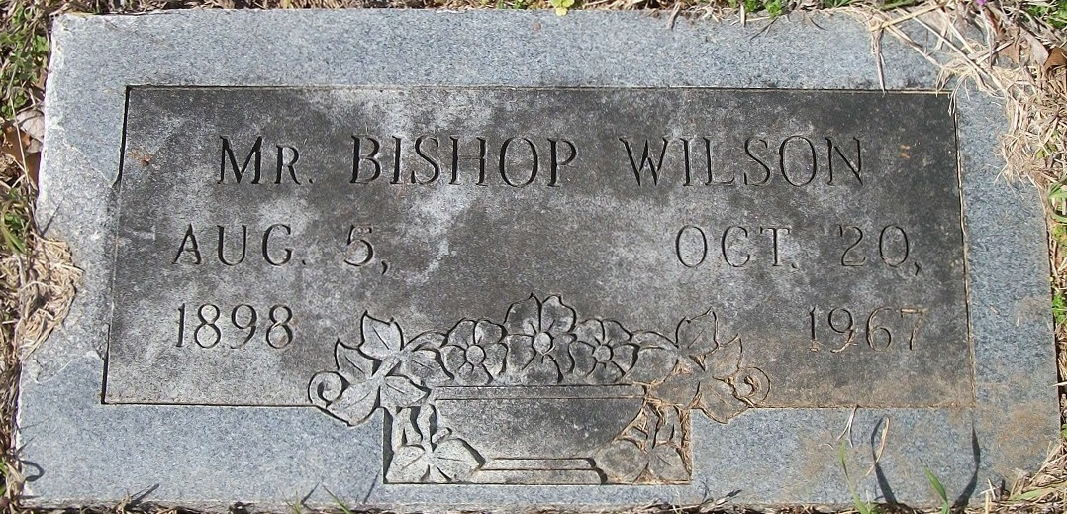 MR. BISHOP WILSON
AUG. 5, OCT. 20,
1898 1967